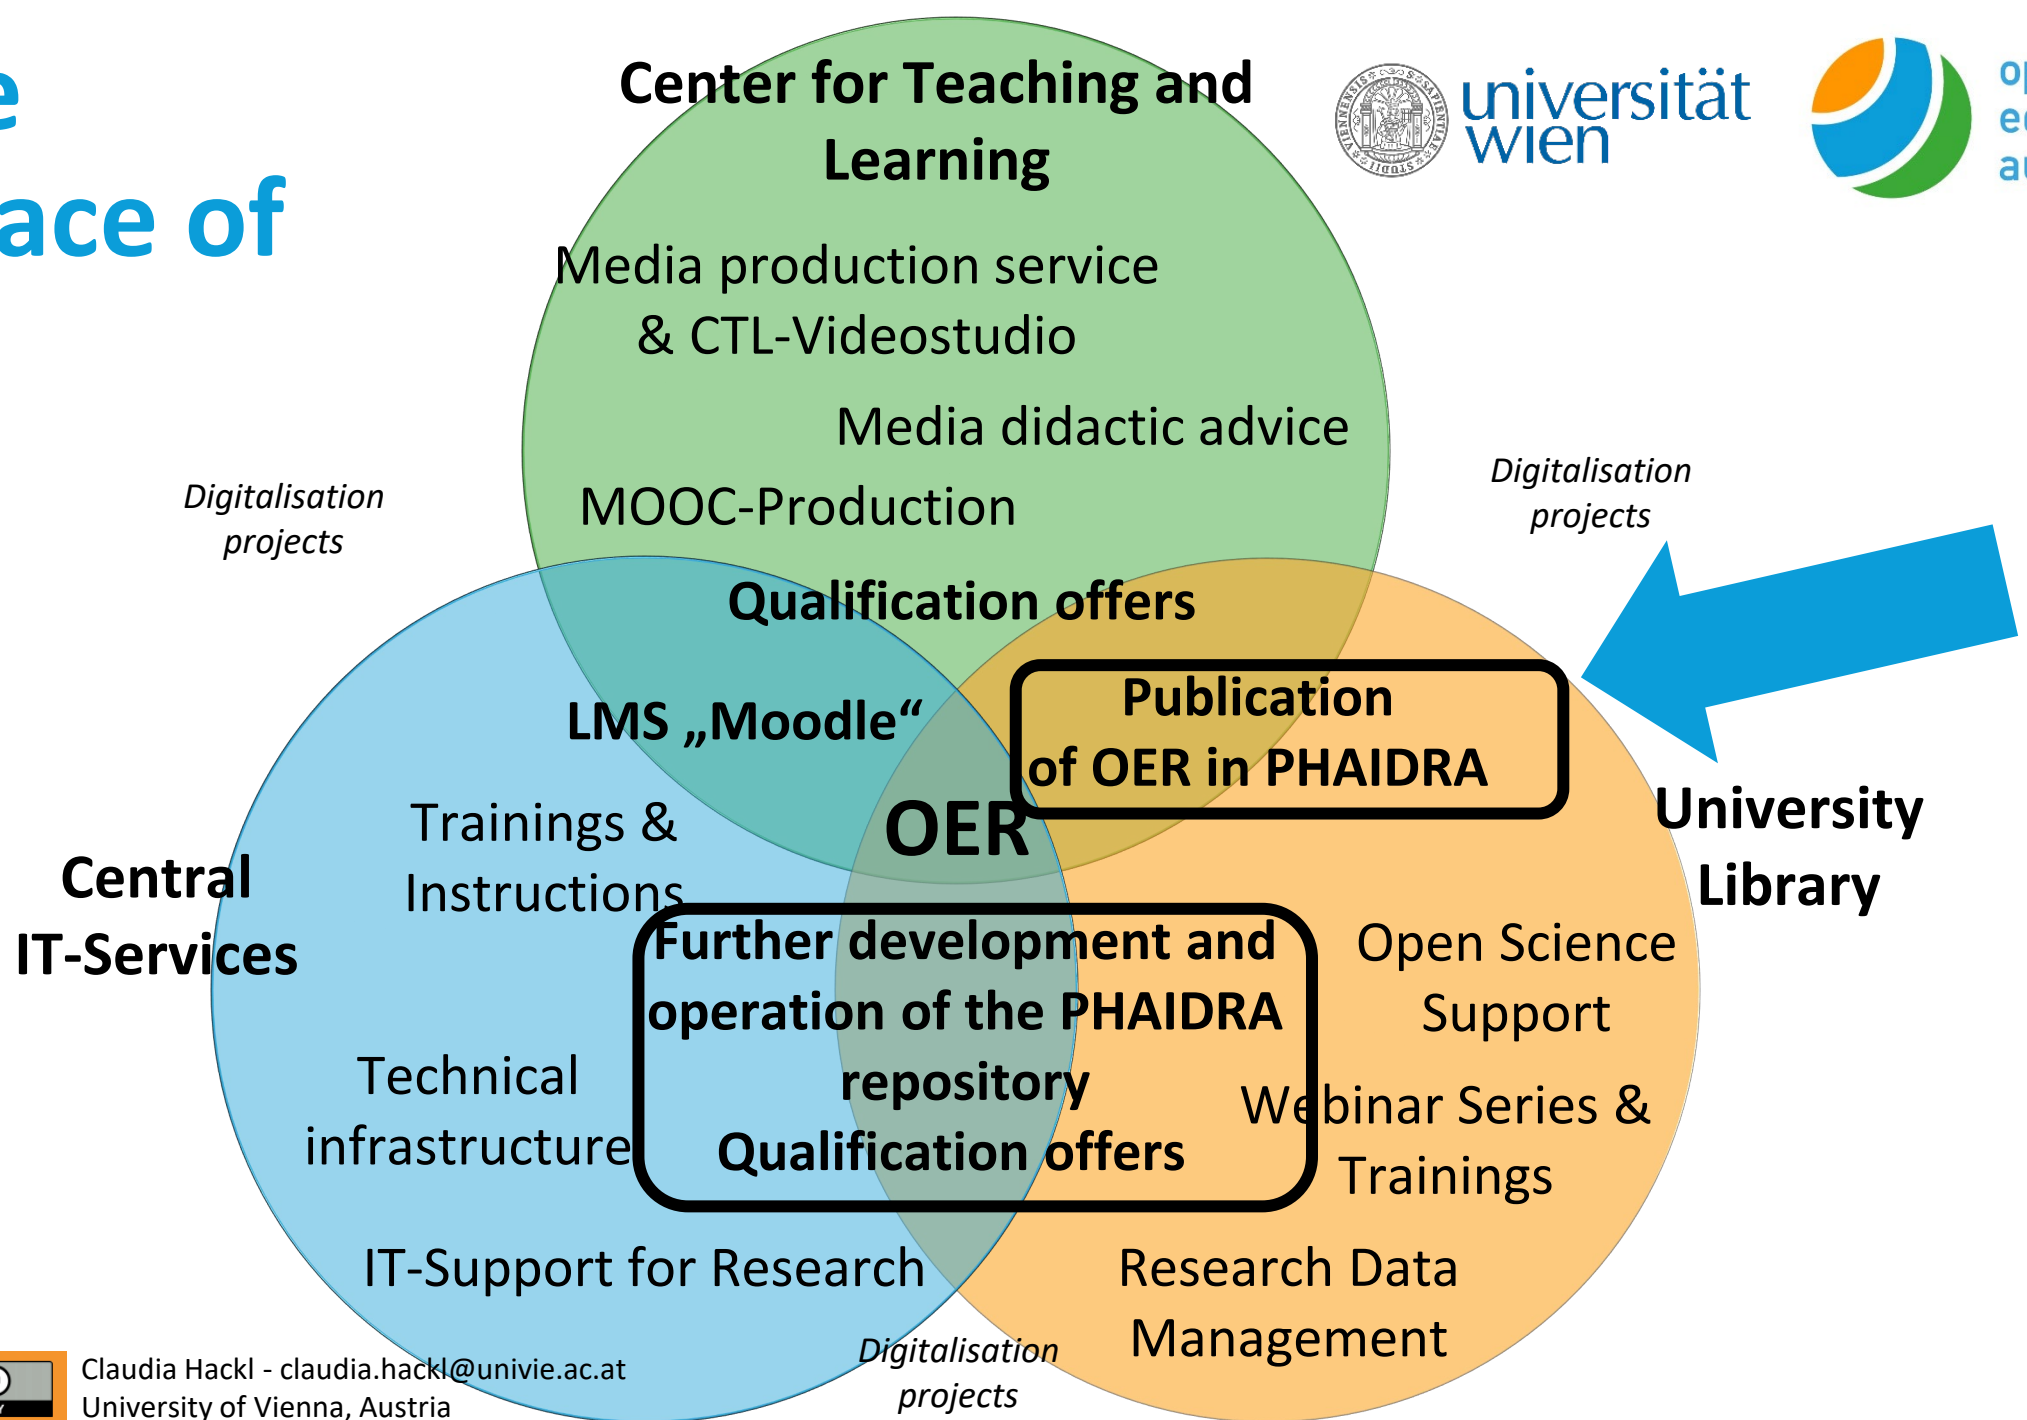 Center for Teaching and
Learning
universität
wien
of
Media production service
& CTL-Videostudio
Media didactic advice
MOOC-Production
Digitalisation
projects
Digitalisation
projects
Qualification offers
LMS „Moodle“
Publication
of OER in PHAIDRA
OER
University
Library
Central
IT-Services
Trainings &
Instructions
Further development and
operation of the PHAIDRA
repository
Qualification offers
Open Science
Support
Technical
infrastructure
Webinar Series &
Trainings
IT-Support for Research
Research Data
Management
Digitalisation
projects
Claudia Hackl - claudia.hackl@univie.ac.at
University of Vienna, Austria